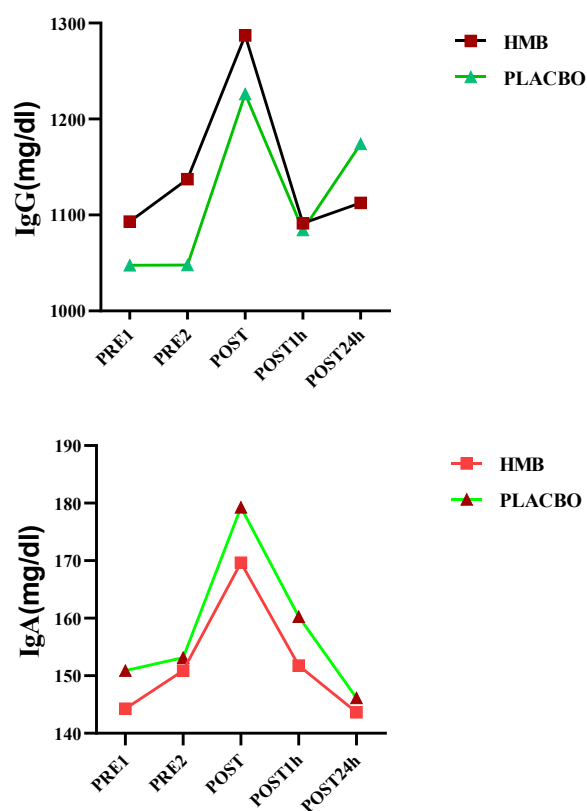 1300
1200
1100
1000
IgG(mg/dl)
PRE1
PRE2
POST
POST1h
POST24h
HMB
PLACBO
190
180
170
160
150
140
IgA(mg/dl)
PRE1
PRE2
POST
POST1h
POST24h
HMB
PLACBO